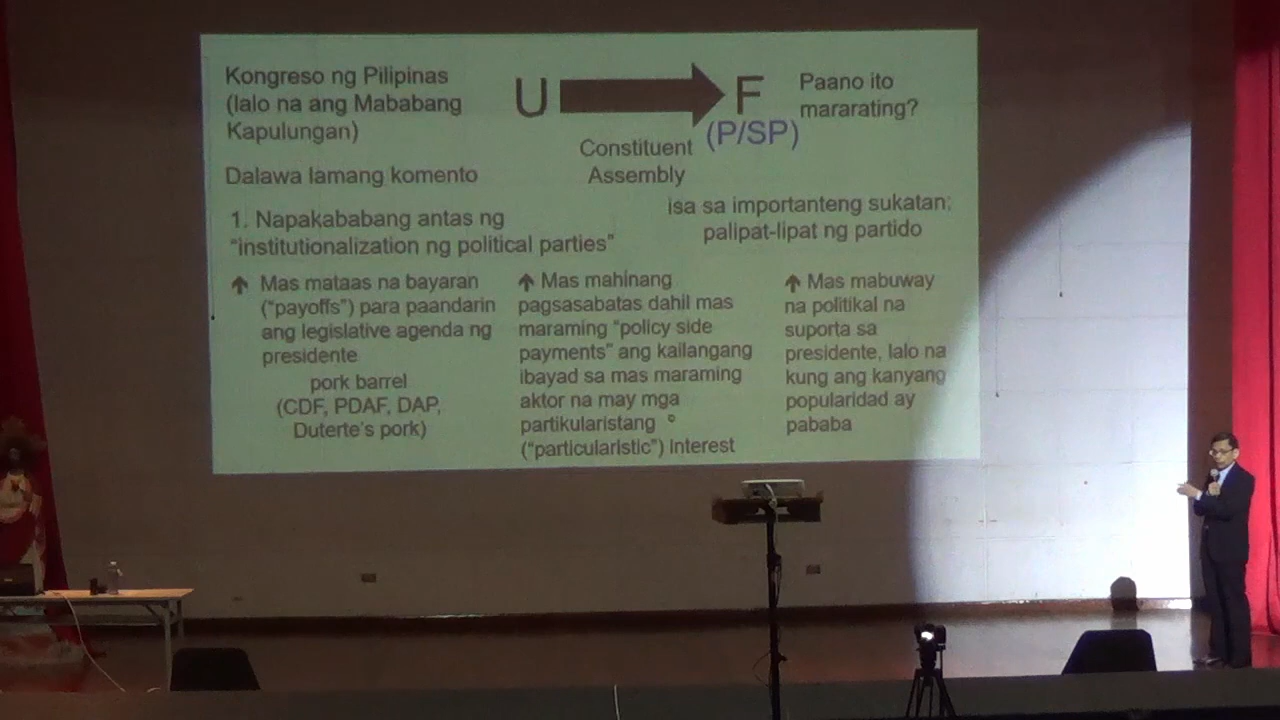 Kongreso ng Pilipinas
(lalo na ang Mababang
Kapulungan)
U
F
(P/SP)
Paano ito
mararating?
Constituent
Assembly
Dalawa lamang komento
isa sa importanteng sukatan:
palipat-lipat ng partido
1. Napakababang antas ng
“institutionalization ng political parties”
Mas mataas na bayaran
(“payoffs”) para paandarin
ang legislative agenda ng
presidente
pork barrel
(CDF, PDAF, DAP,
Duterte’s pork)
Mas mahinang
pagsasabatas dahil mas
maraming “policy side
payments” ang kailangang
ibayad sa mas maraming
aktor na may mga
partikularistang
(“particularistic”) Interest
Mas mabuway
na politikal na
suporta sa
presidente, lalo na
kung ang kanyang
popularidad ay
pababa